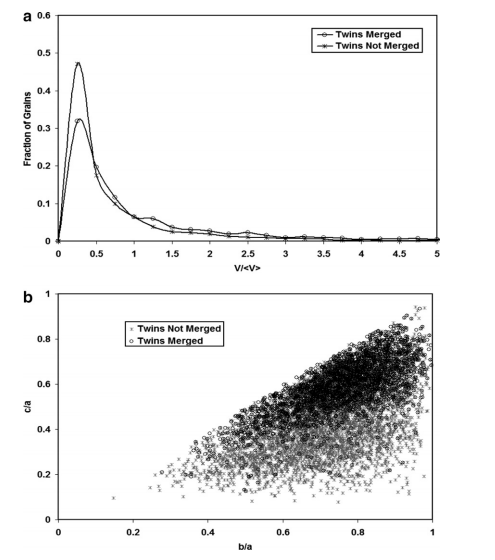 a
0.6
Twins Merged
Twins Not Merged
0.5
0.4
Fraction of Grains
0.3
0.2
0.1
0
0 0.5 1 1.5 2 2.5 3 3.5 4 4.5 5
V/<V>
b
1
Twins Not Merged
Twins Merged
0.8
0.6
c/a
0.4
0.2
0
0 0.2 0.4 0.6 0.8 1
b/a